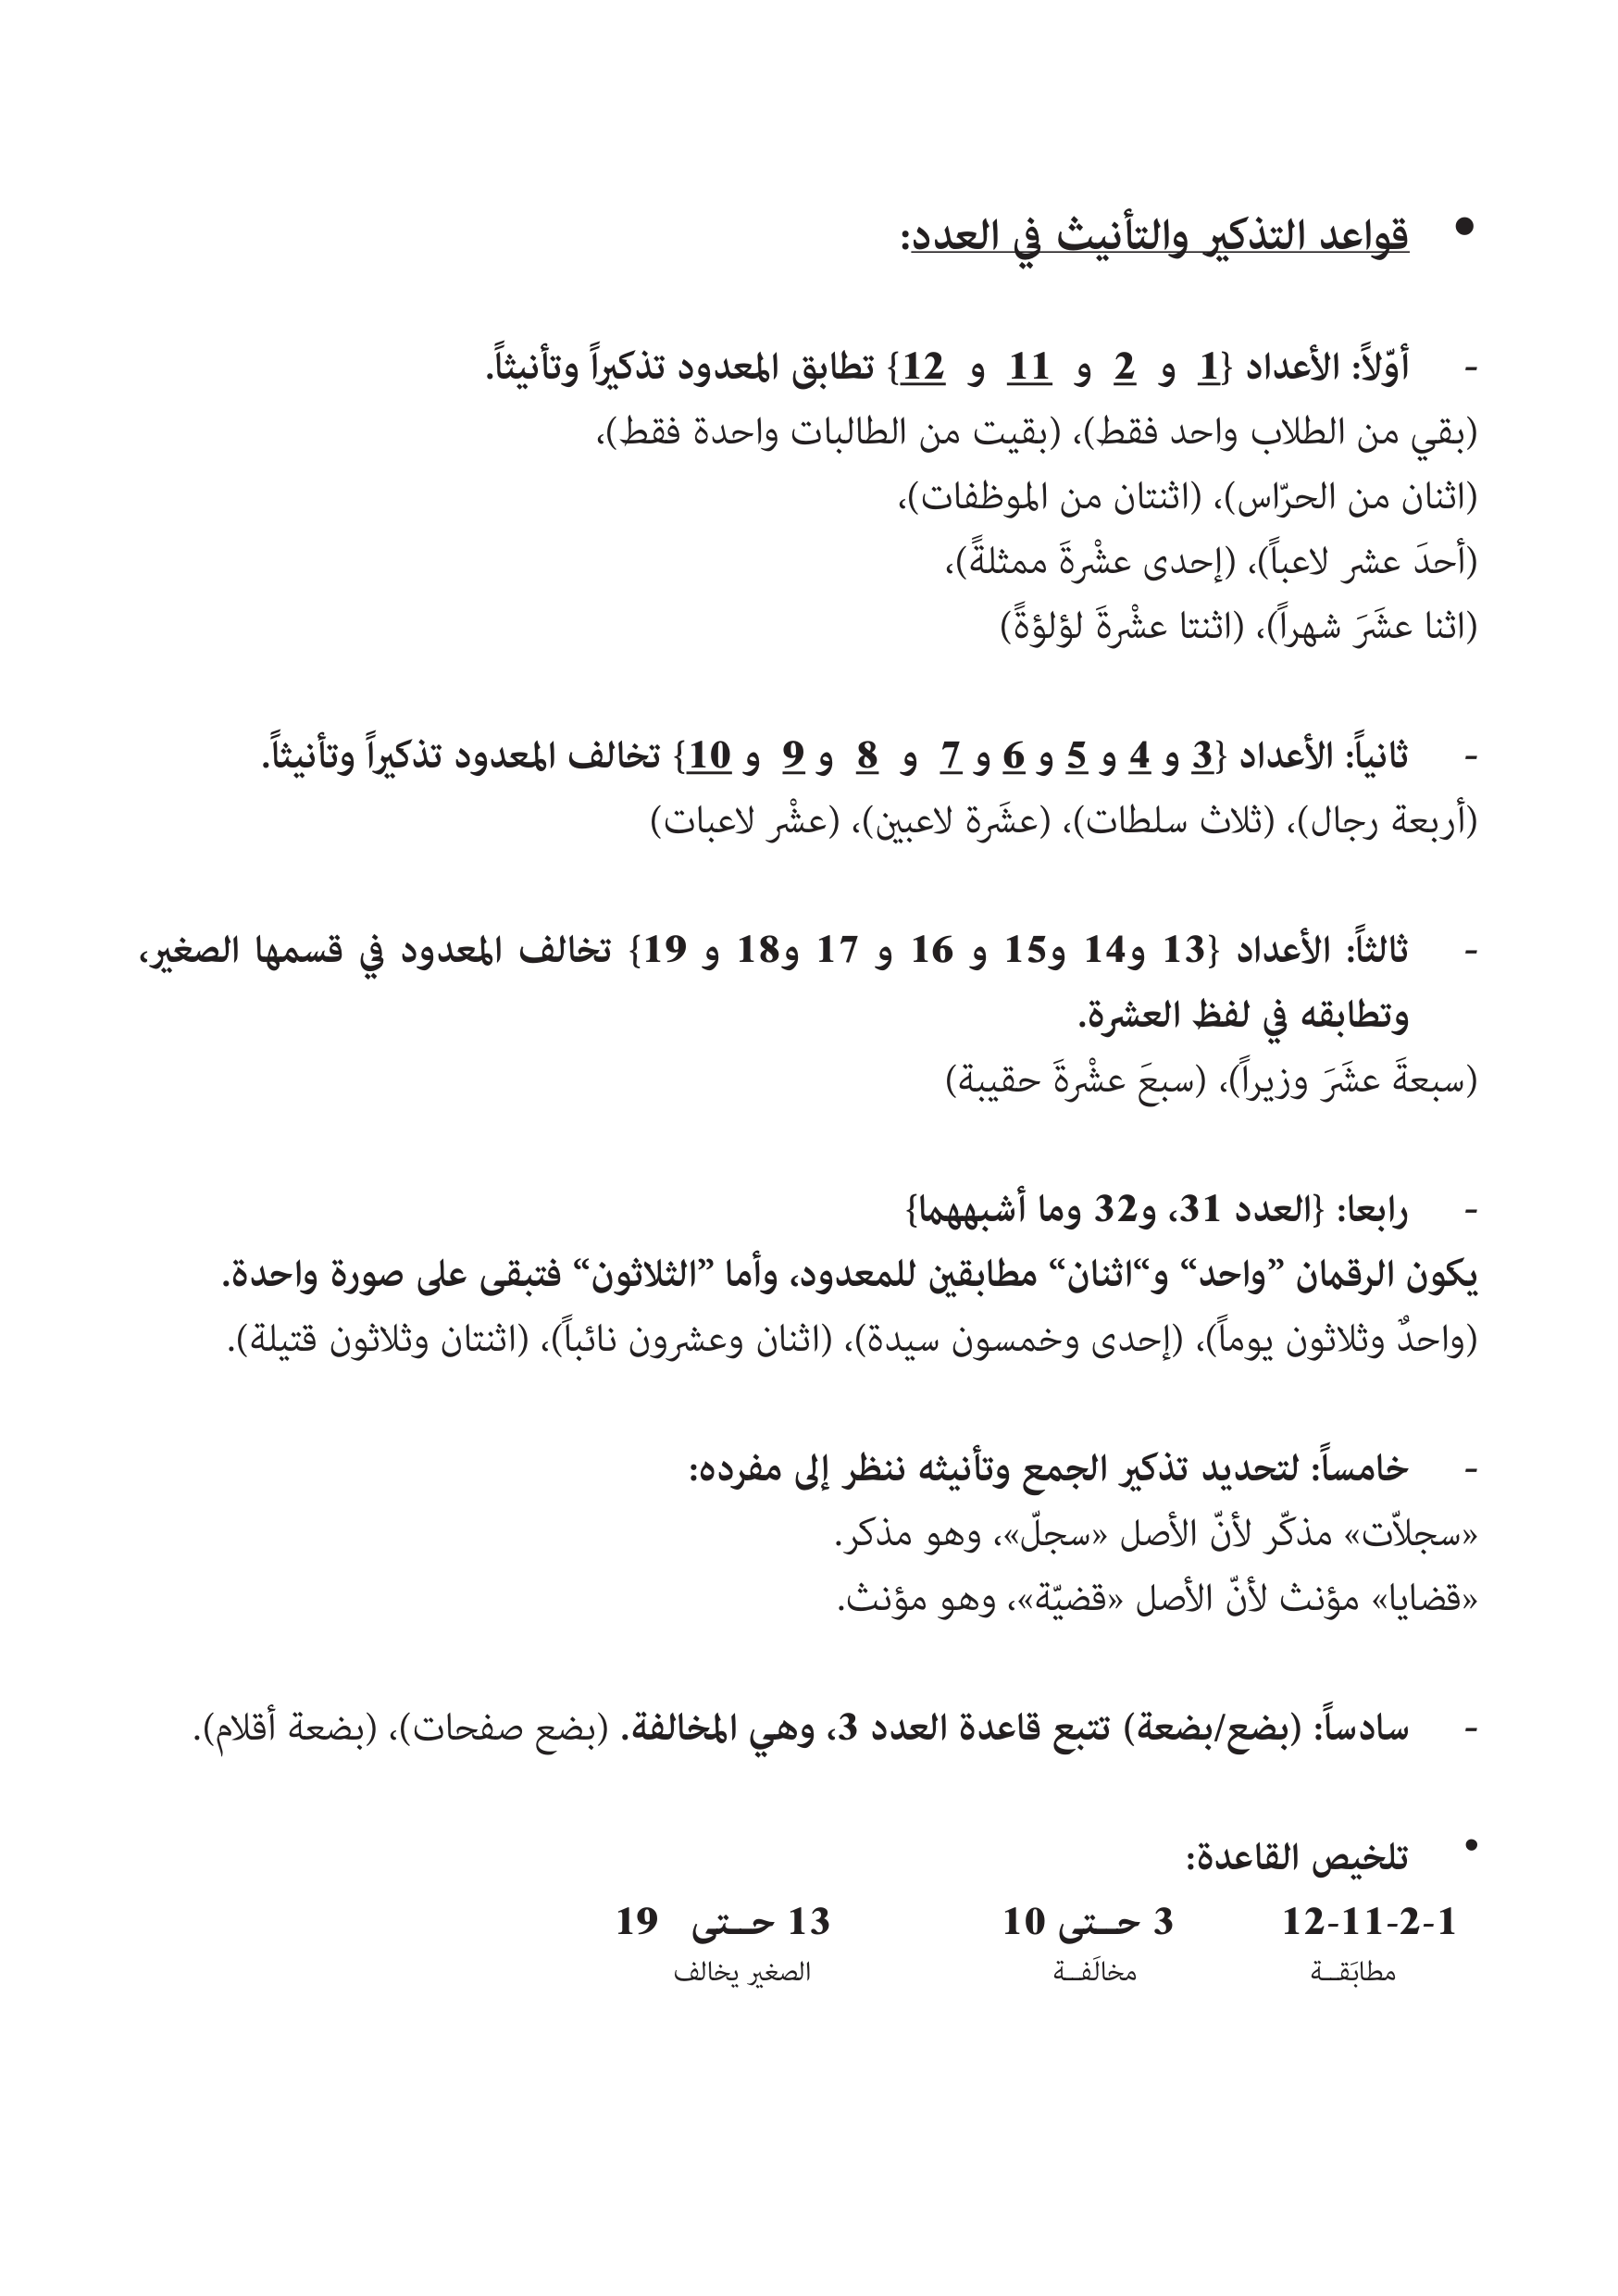 • قواعد التذكير والتأنيث في العدد:
- أوّلاً: الأعداد {1 و 2 و 11 و 12} تطابق المعدود تذكيراً وتأنيثاً.
(بقي من الطلاب واحد فقط)، (بقيت من الطالبات واحدة فقط)،
(اثنان من الحرّاس)، (اثنتان من الموظفات)،
(أحدَ عشر لاعباً)، (إحدى عشْرةَ ممثلةً)،
(اثنا عشَرَ شهراً)، (اثنتا عشْرةَ لؤلؤةً)
- ثانياً: الأعداد {3 و 4 و 5 و 6 و 7 و 8 و 9 و 10} تخالف المعدود تذكيراً وتأنيثاً.
(أربعة رجال)، (ثلاث سلطات)، (عشَرة لاعبين)، (عشْر لاعبات)
- ثالثاً: الأعداد {13 و14 و15 و 16 و 17 و18 و 19} تخالف المعدود في قسمها الصغير،
وتطابقه في لفظ العشرة.
(سبعةَ عشَرَ وزيراً)، (سبعَ عشْرةَ حقيبة)
- رابعا: {العدد 31، و32 وما أشبههما}
يكون الرقمان ”واحد“ و“اثنان“ مطابقين للمعدود، وأما ”الثلاثون“ فتبقى على صورة واحدة.
(واحدٌ وثلاثون يوماً)، (إحدى وخمسون سيدة)، (اثنان وعشرون نائباً)، (اثنتان وثلاثون قتيلة).
- خامساً: لتحديد تذكير الجمع وتأنيثه ننظر إلى مفرده:
«سجلاّت» مذكّر لأنّ الأصل «سجلّ»، وهو مذكر.
«قضايا» مؤنث لأنّ الأصل «قضيّة»، وهو مؤنث.
- سادساً: (بضع/بضعة) تتبع قاعدة العدد 3، وهي المخالفة. (بضع صفحات)، (بضعة أقلام).
• تلخيص القاعدة:
1-2-11-12 3 حـــتى 10 13 حـــتى 19
مطابَقــة مخالَفــة الصغير يخالف